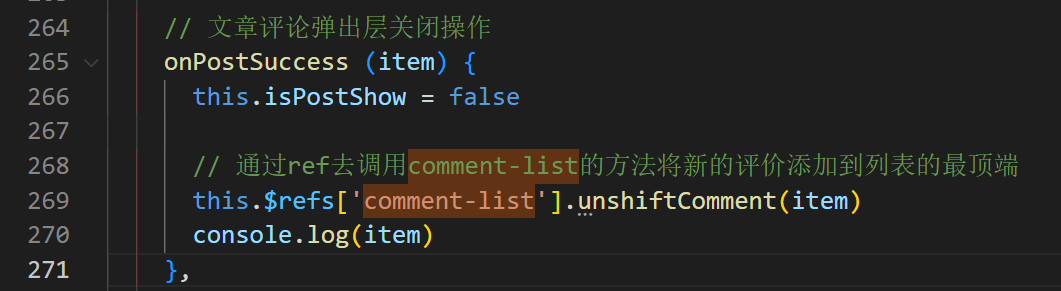 264 // 文章评论弹出层关闭操作
265 onPostSuccess (item) {
266 this.isPostShow = false
267
268 // 通过ref去调用comment-list的方法将新的评价添加到列表的最顶端
269 this.$refs['comment-list'].unshiftComment(item)
270 console.log(item)
271 },